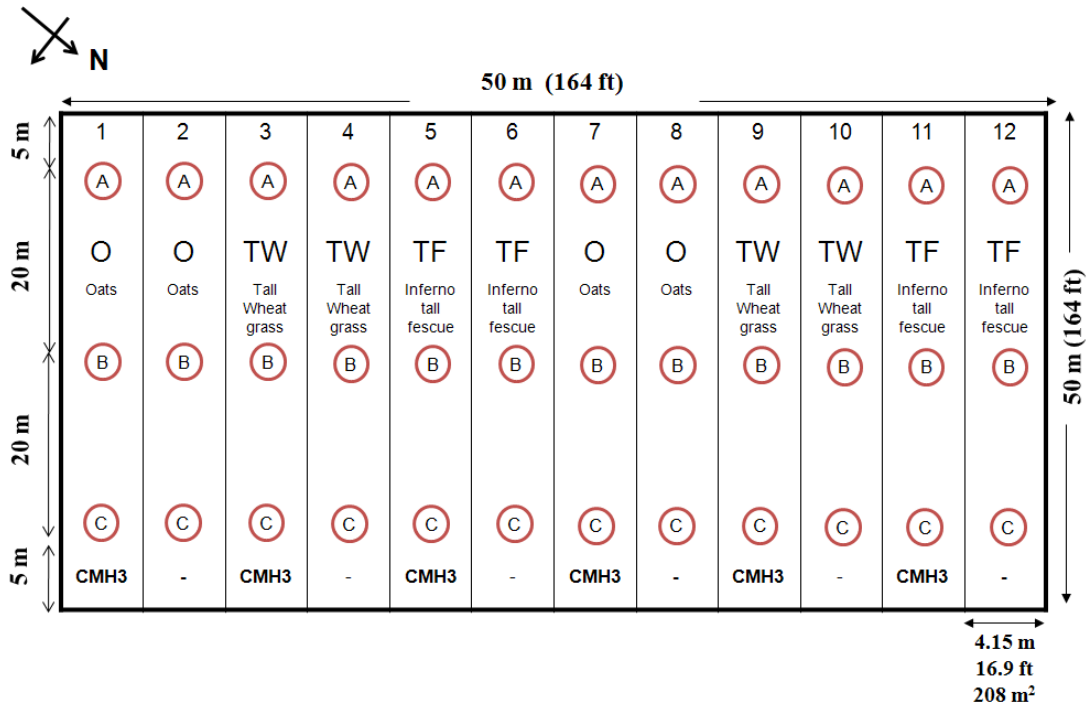 N
50 m (164 ft)
5 m
20 m
20 m
5 m
50 m (164 ft)
1 2 3 4 5 6 7 8 9 10 11 12
A A A A A A A A A A A A
O O TW TW TF TF O O TW TW TF TF
Oats Oats Tall Tall Inferno Inferno Oats Oats Tall Tall Inferno Inferno
Wheat Wheat tall tall Wheat Wheat tall tall
grass grass fescue fescue grass grass fescue fescue
B B B B B B B B B B B B
C C C C C C C C C C C C
CMH3 - CMH3 - CMH3 - CMH3 - CMH3 - CMH3 -
4.15 m
16.9 ft
208 m²